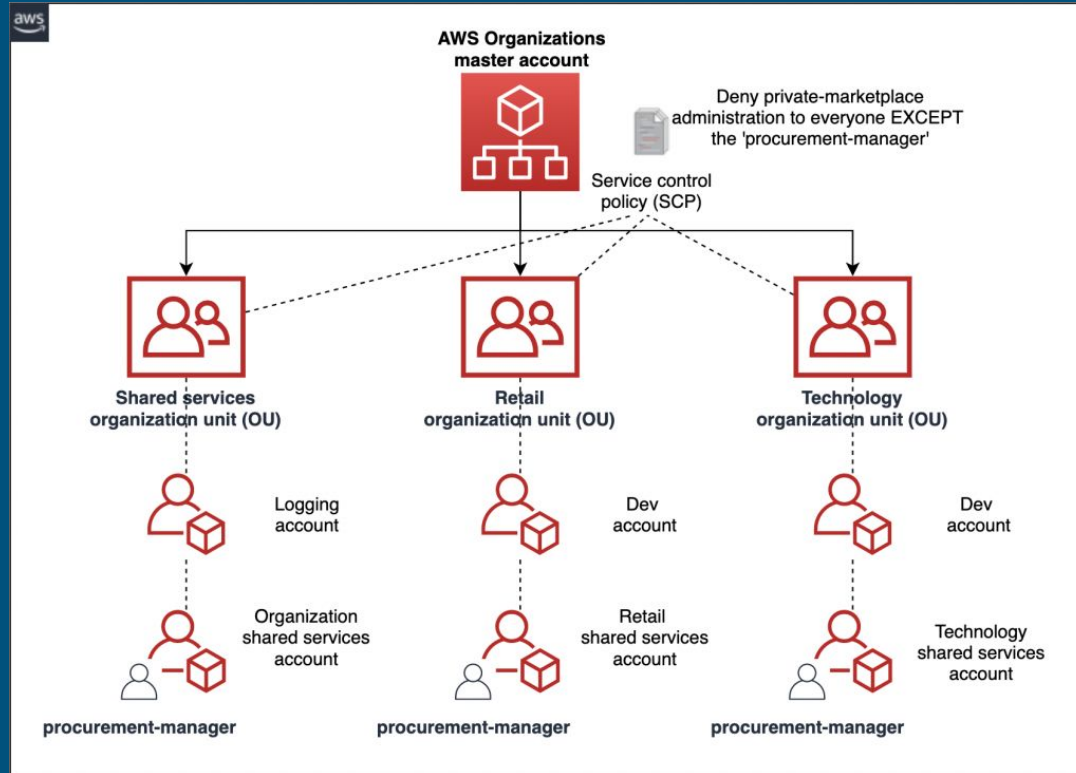 aws
AWS Organizations
master account
Deny private-marketplace
administration to everyone EXCEPT
the 'procurement-manager'
Service control
policy (SCP)
Shared services
organization unit (OU)
Retail
organization unit (OU)
Technology
organization unit (OU)
Logging
account
Dev
account
Dev
account
Organization
shared services
account
Retail
shared services
account
Technology
shared services
account
procurement-manager
procurement-manager
procurement-manager